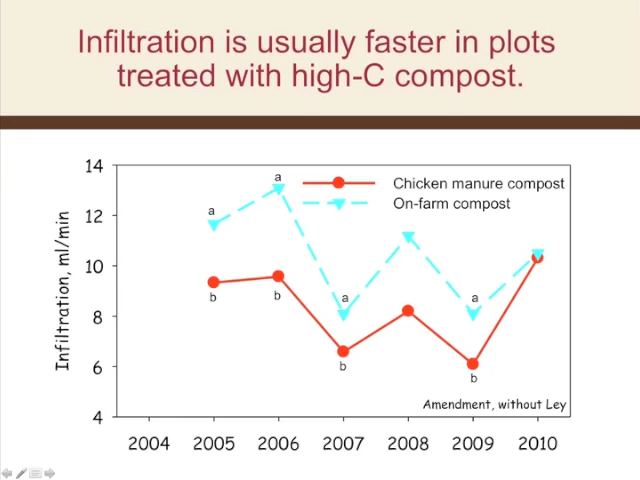 Infiltration is usually faster in plots
treated with high-C compost.
14
12
10
8
6
4
Infiltration, ml/min
Chicken manure compost
On-farm compost
a
a
a
a
b
b
b
b
Amendment, without Ley
2004 2005 2006 2007 2008 2009 2010